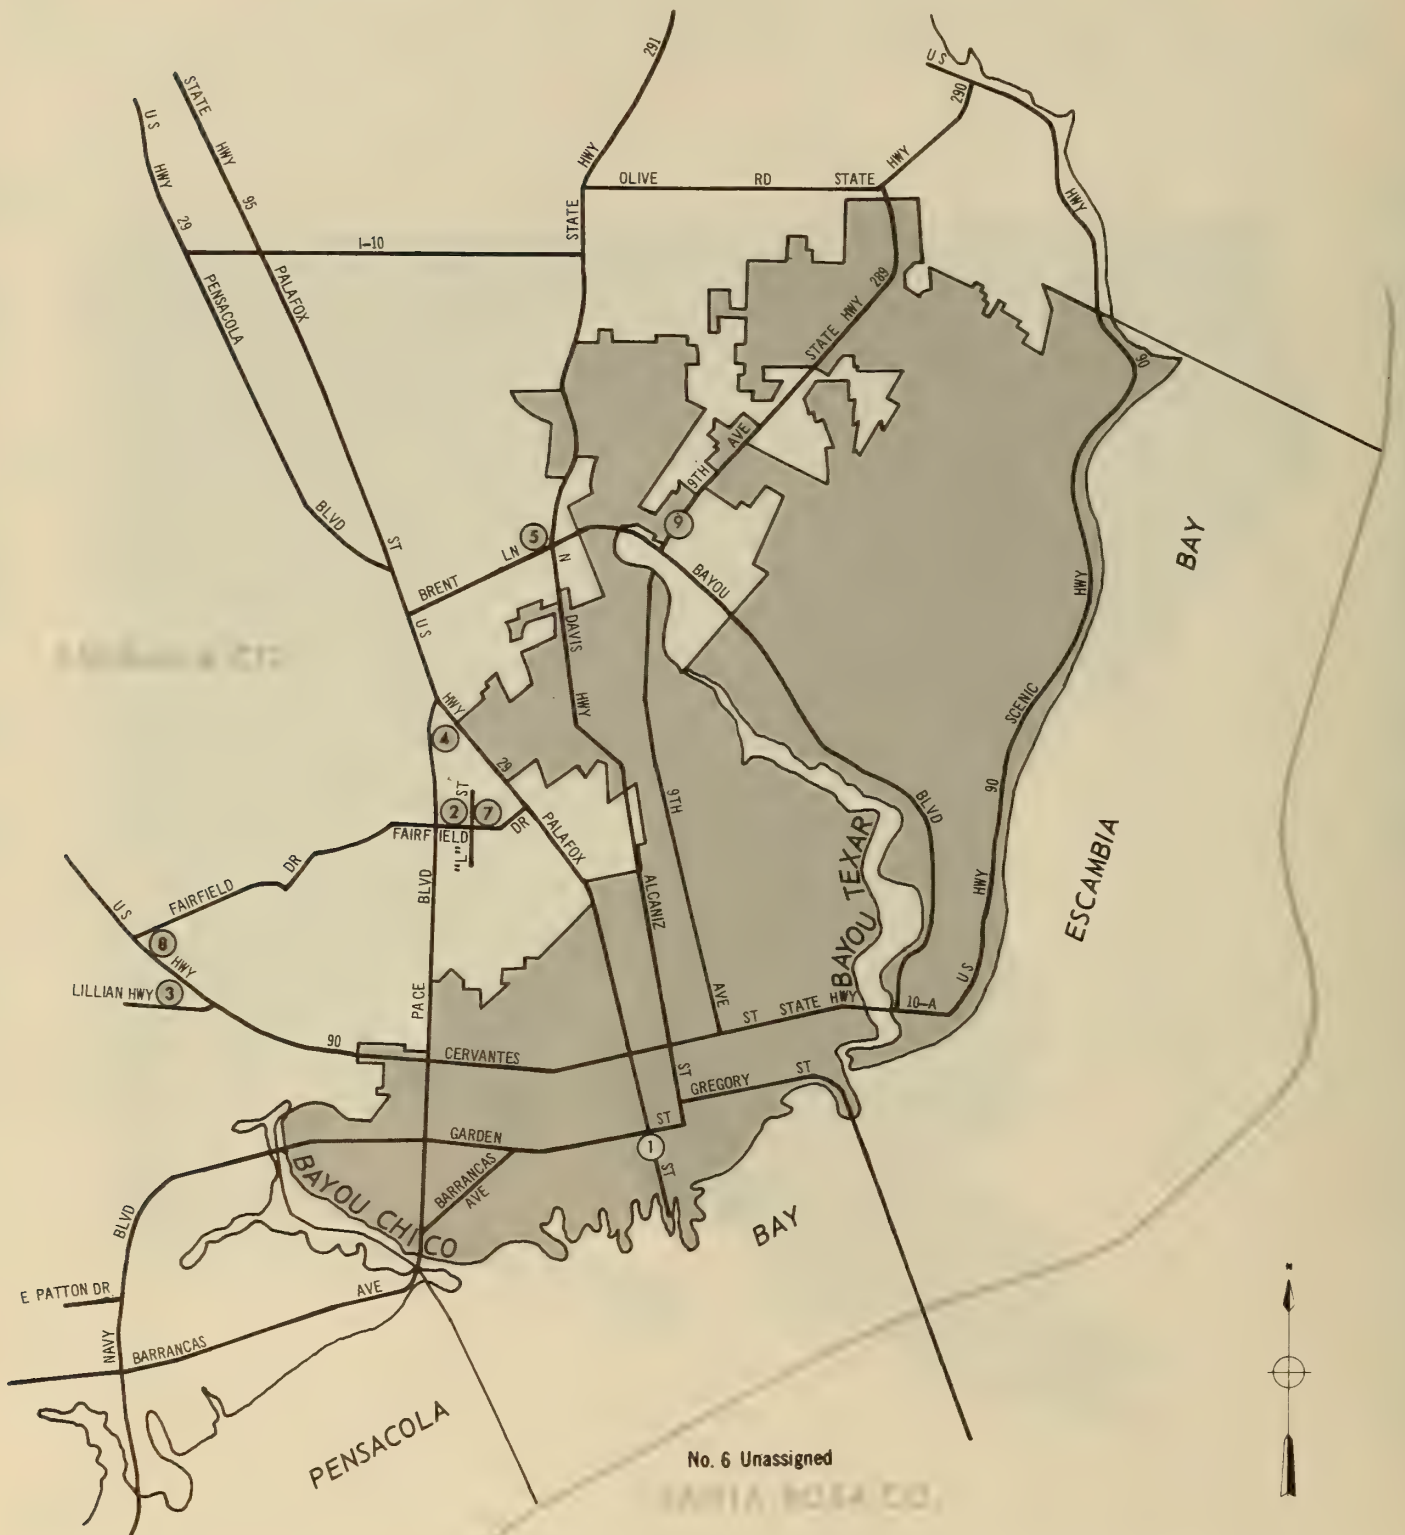 291
HWY
STATE
US
HWY
29
PENSACOLA
BLVD
STATE
HWY
95
PALAFOX
ST
US
HWY
29
PALAFOX
ST
I-10
OLIVE RD STATE HWY 290
US
HWY
90
STATE HWY 289
9TH AVE
9
5
BRENT LN
N
DAVIS
HWY
BAYOU
BLVD
BAY
HWY
SCENIC
90
HWY
US
4
2
7
"L" ST
FAIRFIELD DR
FAIRFIELD DR
9TH
AVE
ALCANIZ
ST
BAYOU TEXAR
ESCAMBIA
US
8
HWY
LILLIAN HWY
3
90
BLVD
PACE
CERVANTES
ST
STATE HWY
10-A
GREGORY ST
GARDEN
ST
1
BARRANCAS
AVE
BAYOU CHICO
BAY
BLVD
E PATTON DR.
NAVY
BARRANCAS
AVE
PENSACOLA
No. 6 Unassigned